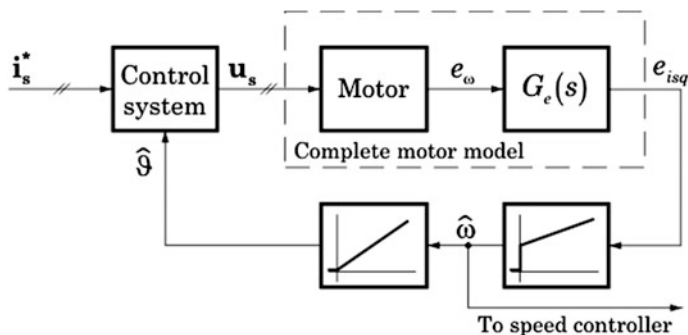 i*s
Control system
us
Motor
eω
Ge(s)
eisq
Complete motor model
ϑ̂
ω̂
To speed controller